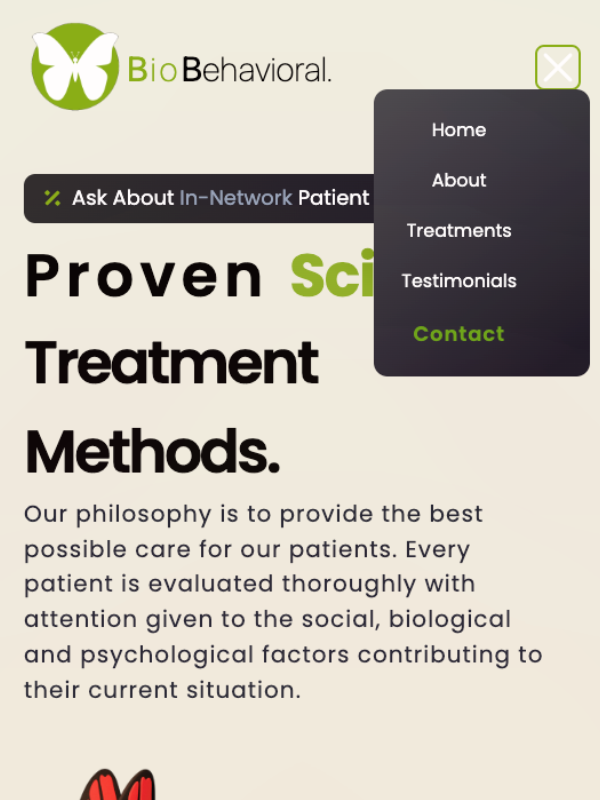 BioBehavioral.
Home
About
Treatments
Testimonials
Contact
Ask About In-Network Patient
Proven Sci
Treatment
Methods.
Our philosophy is to provide the best
possible care for our patients. Every
patient is evaluated thoroughly with
attention given to the social, biological
and psychological factors contributing to
their current situation.